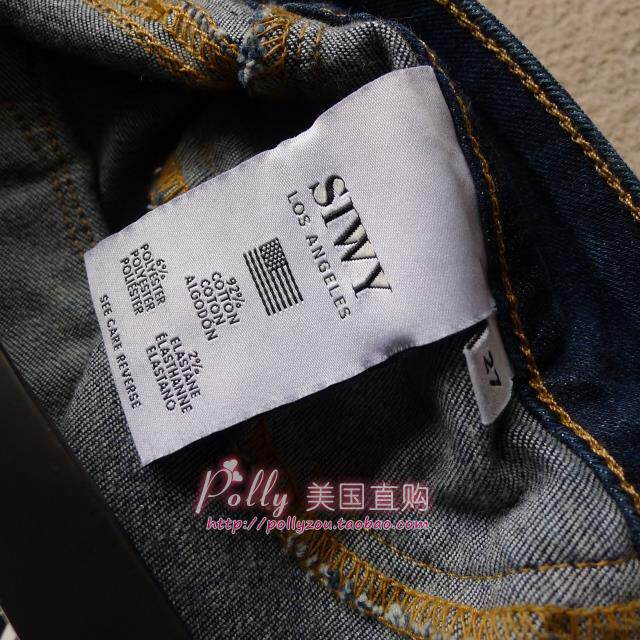 SIWY
LOS ANGELES
92%
COTTON
COTTON
ALGODÓN
6%
POLYESTER
POLYESTER
POLIESTER
2%
ELASTANE
ELASTHANNE
ELASTANO
SEE CARE REVERSE
27
Polly 美国直购
http://pollyzou.taobao.com